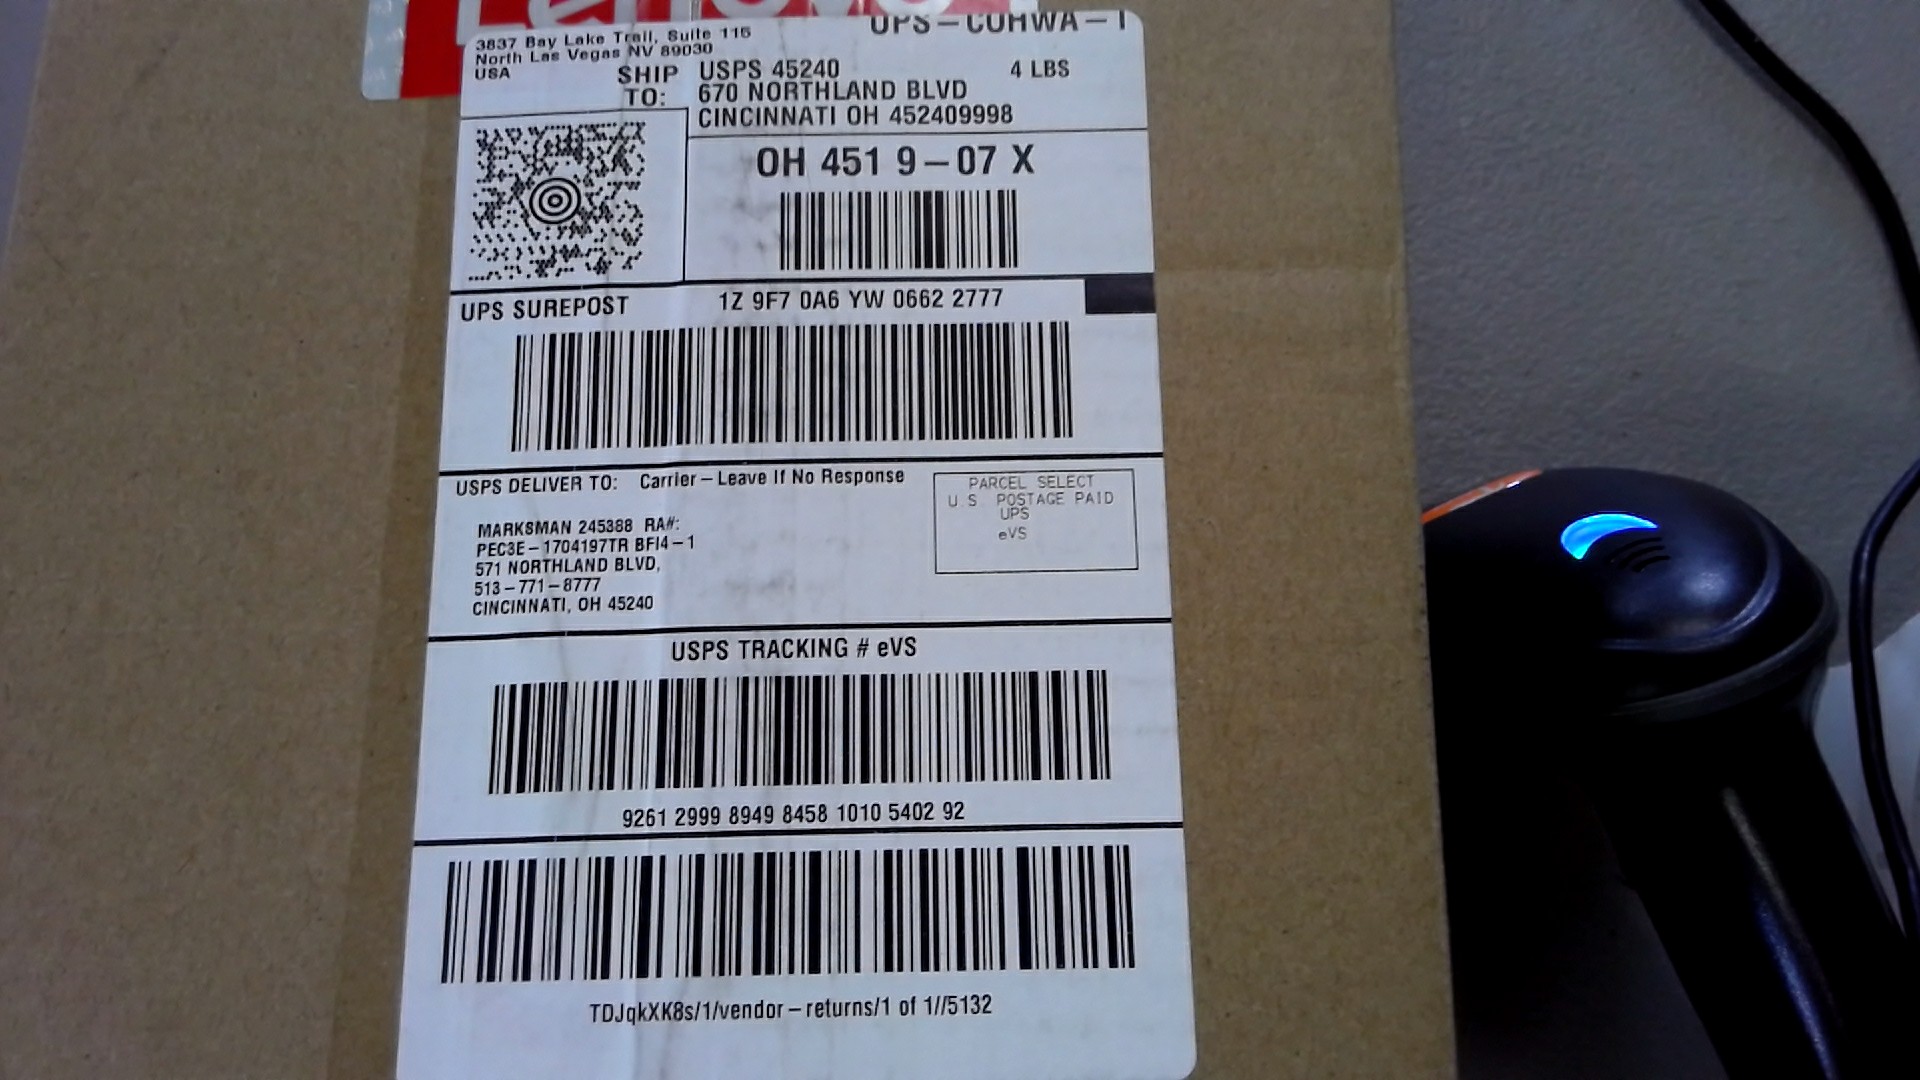 Lenovo
UPS – COHWA – 1
3837 Bay Lake Trail, Suite 115
North Las Vegas NV 89030
USA
SHIP TO:
USPS 45240 4 LBS
670 NORTHLAND BLVD
CINCINNATI OH 452409998
OH 451 9 – 07 X
UPS SUREPOST 1Z 9F7 0A6 YW 0662 2777
USPS DELIVER TO: Carrier – Leave If No Response
PARCEL SELECT
U S POSTAGE PAID
UPS
eVS
MARKSMAN 245388 RA#:
PEC3E – 1704197TR BFI4 – 1
571 NORTHLAND BLVD,
513 – 771 – 8777
CINCINNATI, OH 45240
USPS TRACKING # eVS
9261 2999 8949 8458 1010 5402 92
TDJqkXK8s/1/vendor – returns/1 of 1//5132